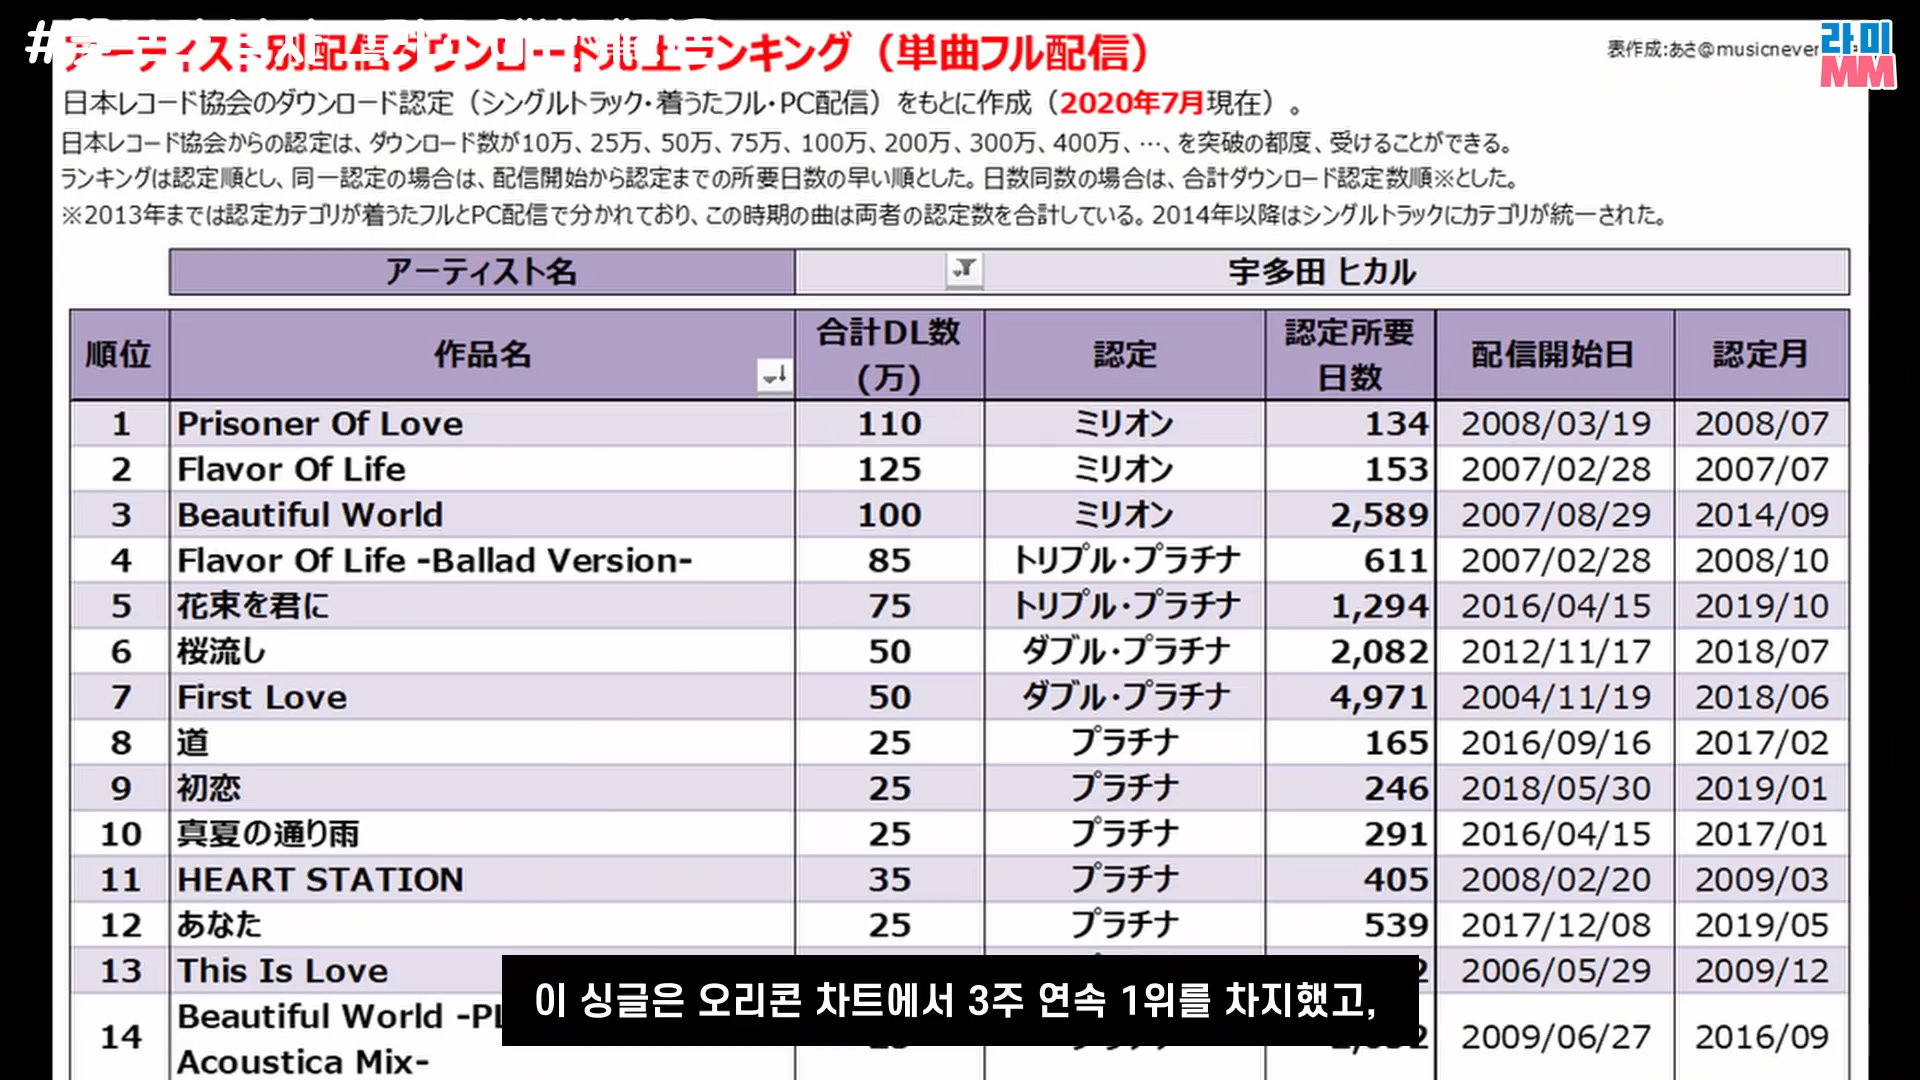 アーティスト別配信ダウンロード売上ランキング（単曲フル配信）
表作成:あさ@musicnever
라미
MM
日本レコード協会のダウンロード認定（シングルトラック・着うたフル・PC配信）をもとに作成（2020年7月現在）。
日本レコード協会からの認定は、ダウンロード数が10万、25万、50万、75万、100万、200万、300万、400万、…、を突破の都度、受けることができる。
ランキングは認定順とし、同一認定の場合は、配信開始から認定までの所要日数の早い順とした。日数同数の場合は、合計ダウンロード認定数順※とした。
※2013年までは認定カテゴリが着うたフルとPC配信で分かれており、この時期の曲は両者の認定数を合計している。2014年以降はシングルトラックにカテゴリが統一された。
アーティスト名 宇多田 ヒカル
順位 作品名 合計DL数(万) 認定 認定所要日数 配信開始日 認定月
1 Prisoner Of Love 110 ミリオン 134 2008/03/19 2008/07
2 Flavor Of Life 125 ミリオン 153 2007/02/28 2007/07
3 Beautiful World 100 ミリオン 2,589 2007/08/29 2014/09
4 Flavor Of Life -Ballad Version- 85 トリプル・プラチナ 611 2007/02/28 2008/10
5 花束を君に 75 トリプル・プラチナ 1,294 2016/04/15 2019/10
6 桜流し 50 ダブル・プラチナ 2,082 2012/11/17 2018/07
7 First Love 50 ダブル・プラチナ 4,971 2004/11/19 2018/06
8 道 25 プラチナ 165 2016/09/16 2017/02
9 初恋 25 プラチナ 246 2018/05/30 2019/01
10 真夏の通り雨 25 プラチナ 291 2016/04/15 2017/01
11 HEART STATION 35 プラチナ 405 2008/02/20 2009/03
12 あなた 25 プラチナ 539 2017/12/08 2019/05
13 This Is Love 2006/05/29 2009/12
14 Beautiful World Acoustica Mix- 2009/06/27 2016/09
이 싱글은 오리콘 차트에서 3주 연속 1위를 차지했고,